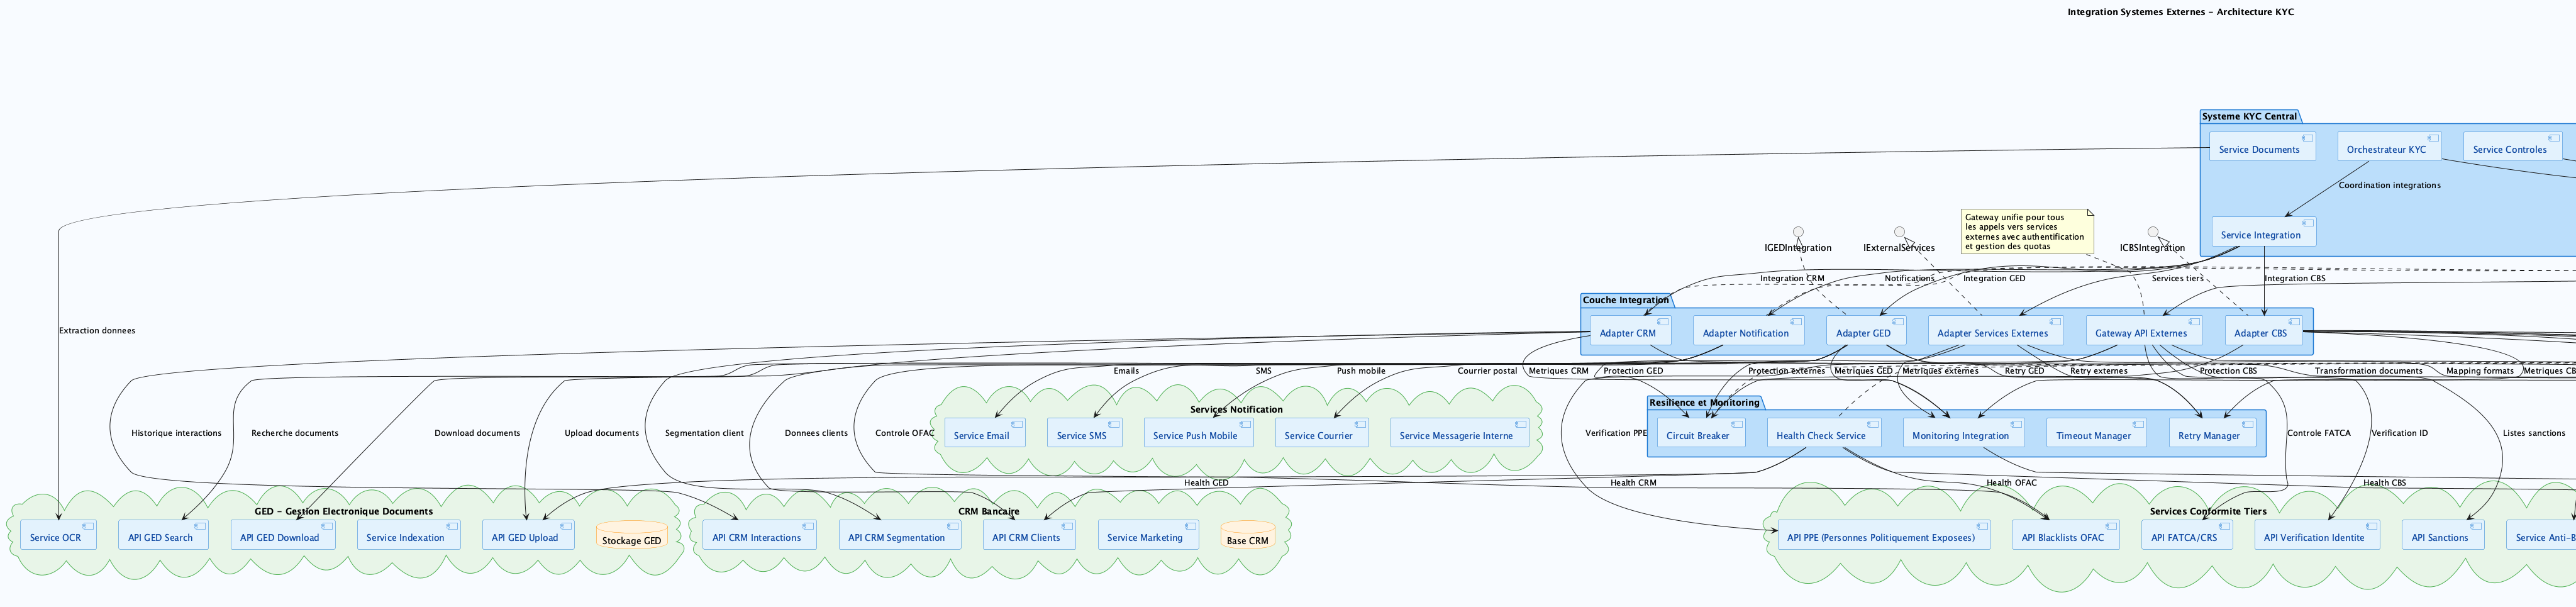 Integration Systemes Externes - Architecture KYC
Systeme KYC Central
Service Documents
Orchestrateur KYC
Service Controles
Coordination integrations
Gateway unifie pour tous
les appels vers services
externes avec authentification
et gestion des quotas
Service Integration
IGEDIntegration
IExternalServices
ICBSIntegration
Integration CRM
Notifications
Integration GED
Services tiers
Integration CBS
Couche Integration
Extraction donnees
Adapter CRM
Adapter Notification
Adapter GED
Adapter Services Externes
Gateway API Externes
Adapter CBS
Emails
SMS
Push mobile
Courrier postal
Metriques CRM
Protection GED
Protection externes
Metriques GED
Metriques externes
Retry GED
Retry externes
Protection CBS
Transformation documents
Mapping formats
Metriques CB
Services Notification
Resilience et Monitoring
Historique interactions
Recherche documents
Download documents
Upload documents
Segmentation client
Donnees clients
Controle OFAC
Service Email
Service SMS
Service Push Mobile
Service Courrier
Service Messagerie Interne
Verification PPE
Circuit Breaker
Health Check Service
Monitoring Integration
Timeout Manager
Retry Manager
Controle FATCA
Verification ID
Listes sanctions
Health GED
Health CRM
Health OFAC
Health CBS
GED - Gestion Electronique Documents
CRM Bancaire
Services Conformite Tiers
Service OCR
API GED Search
API GED Download
Service Indexation
API GED Upload
Stockage GED
API CRM Interactions
API CRM Segmentation
API CRM Clients
Service Marketing
Base CRM
API PPE (Personnes Politiquement Exposees)
API Blacklists OFAC
API FATCA/CRS
API Verification Identite
API Sanctions
Service Anti-B